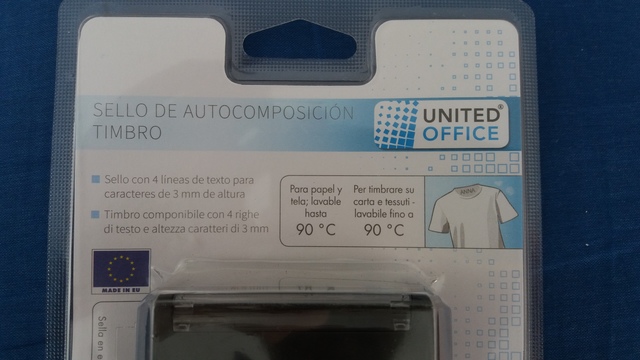 SELLO DE AUTOCOMPOSICIÓN
TIMBRO
UNITED®
OFFICE
Sello con 4 líneas de texto para
caracteres de 3 mm de altura
Timbro componibile con 4 righe
di testo e altezza caratteri di 3 mm
Para papel y
tela; lavable
hasta
90 °C
Per timbrare su
carta e tessuti -
lavabile fino a
90 °C
MADE IN EU
Sella en